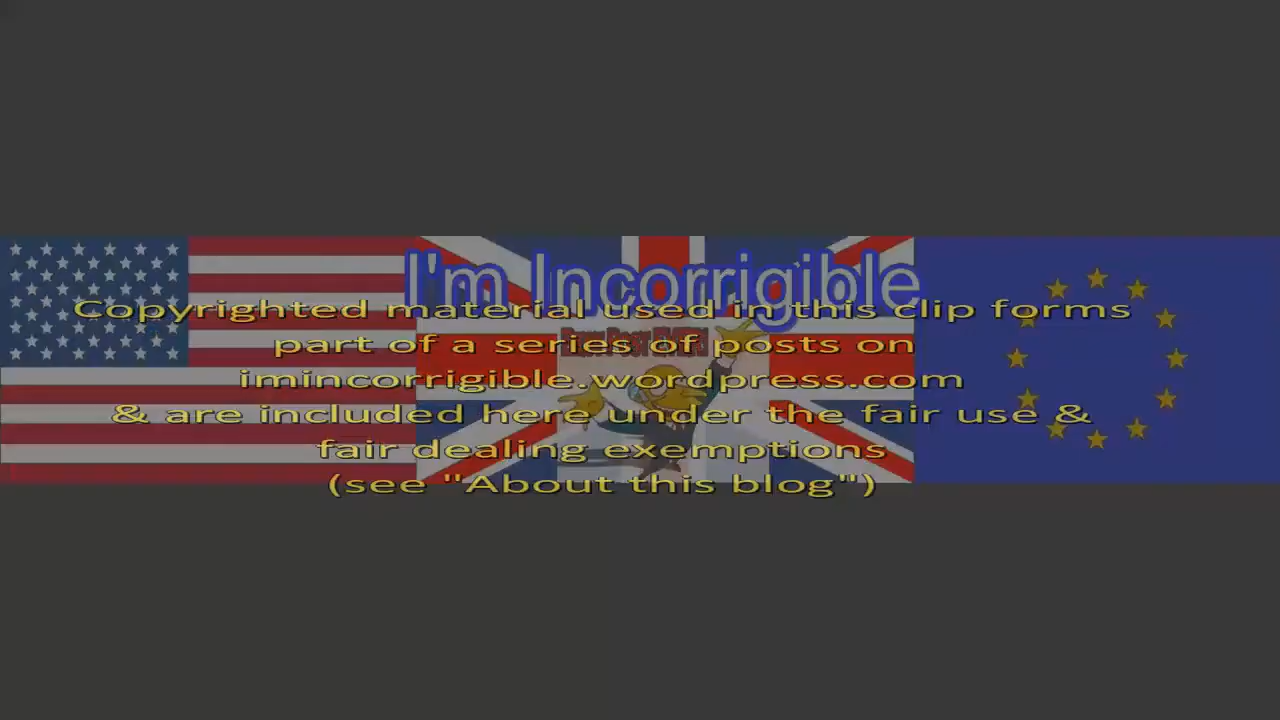 I'm Incorrigible
Copyrighted material used in this clip forms
part of a series of posts on
imincorrigible.wordpress.com
& are included here under the fair use &
fair dealing exemptions
(see "About this blog")